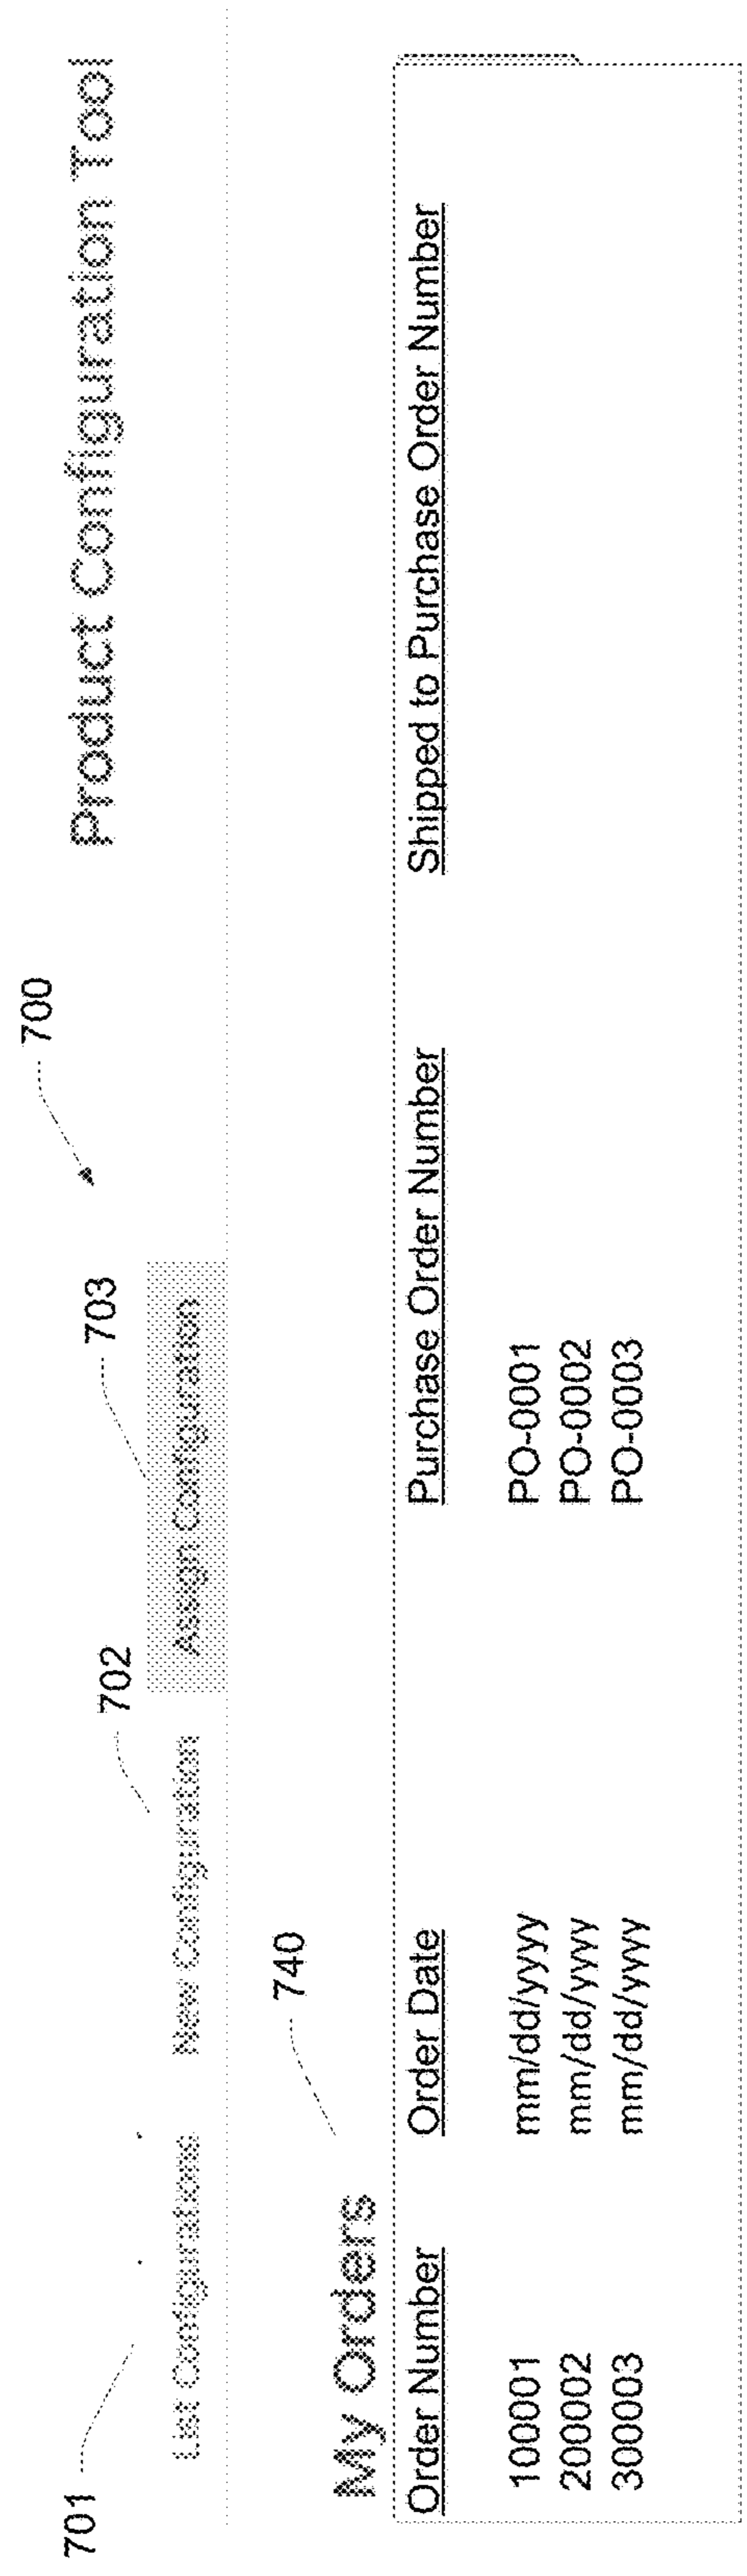 700
Product Configuration Tool
701
702
703
List Configurations New Configuration Assign Configuration
740
My Orders
Order Number Order Date Purchase Order Number Shipped to Purchase Order Number
100001 mm/dd/yyyy PO-0001
200002 mm/dd/yyyy PO-0002
300003 mm/dd/yyyy PO-0003